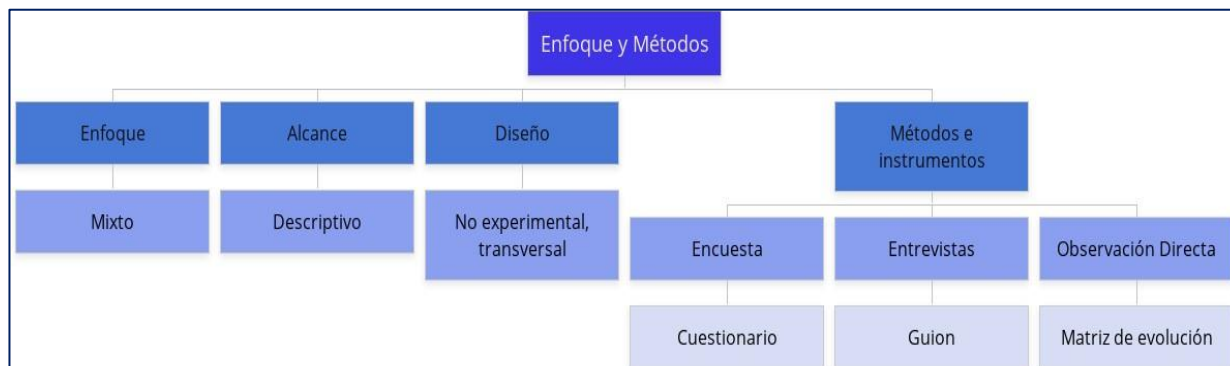 Enfoque y Métodos
Enfoque
Alcance
Diseño
Métodos e
instrumentos
Mixto
Descriptivo
No experimental,
transversal
Encuesta
Entrevistas
Observación Directa
Cuestionario
Guion
Matriz de evolución